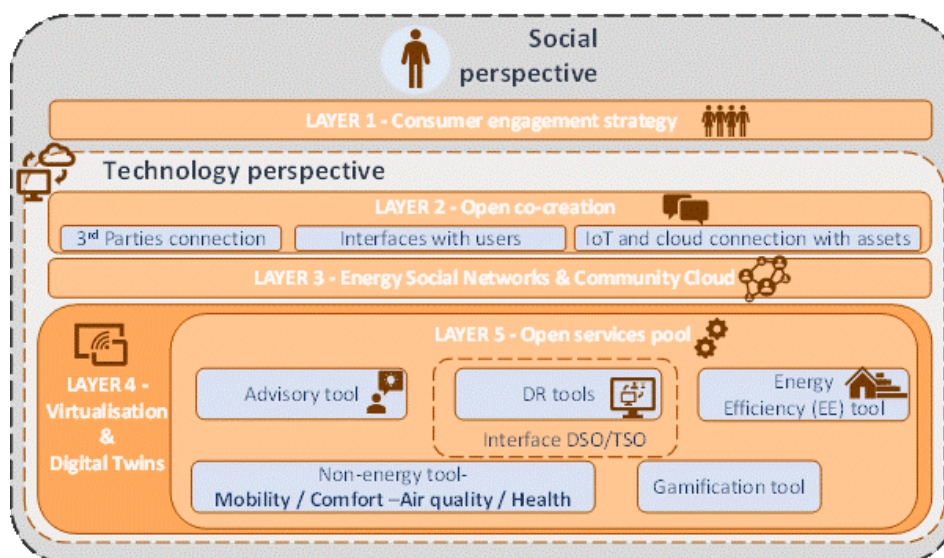 Social
perspective
LAYER 1 - Consumer engagement strategy
Technology perspective
LAYER 2 - Open co-creation
3rd Parties connection
Interfaces with users
IoT and cloud connection with assets
LAYER 3 - Energy Social Networks & Community Cloud
LAYER 4 -
Virtualisation
&
Digital Twins
LAYER 5 - Open services pool
Advisory tool
DR tools
Interface DSO/TSO
Energy
Efficiency (EE) tool
Non-energy tool-
Mobility / Comfort –Air quality / Health
Gamification tool